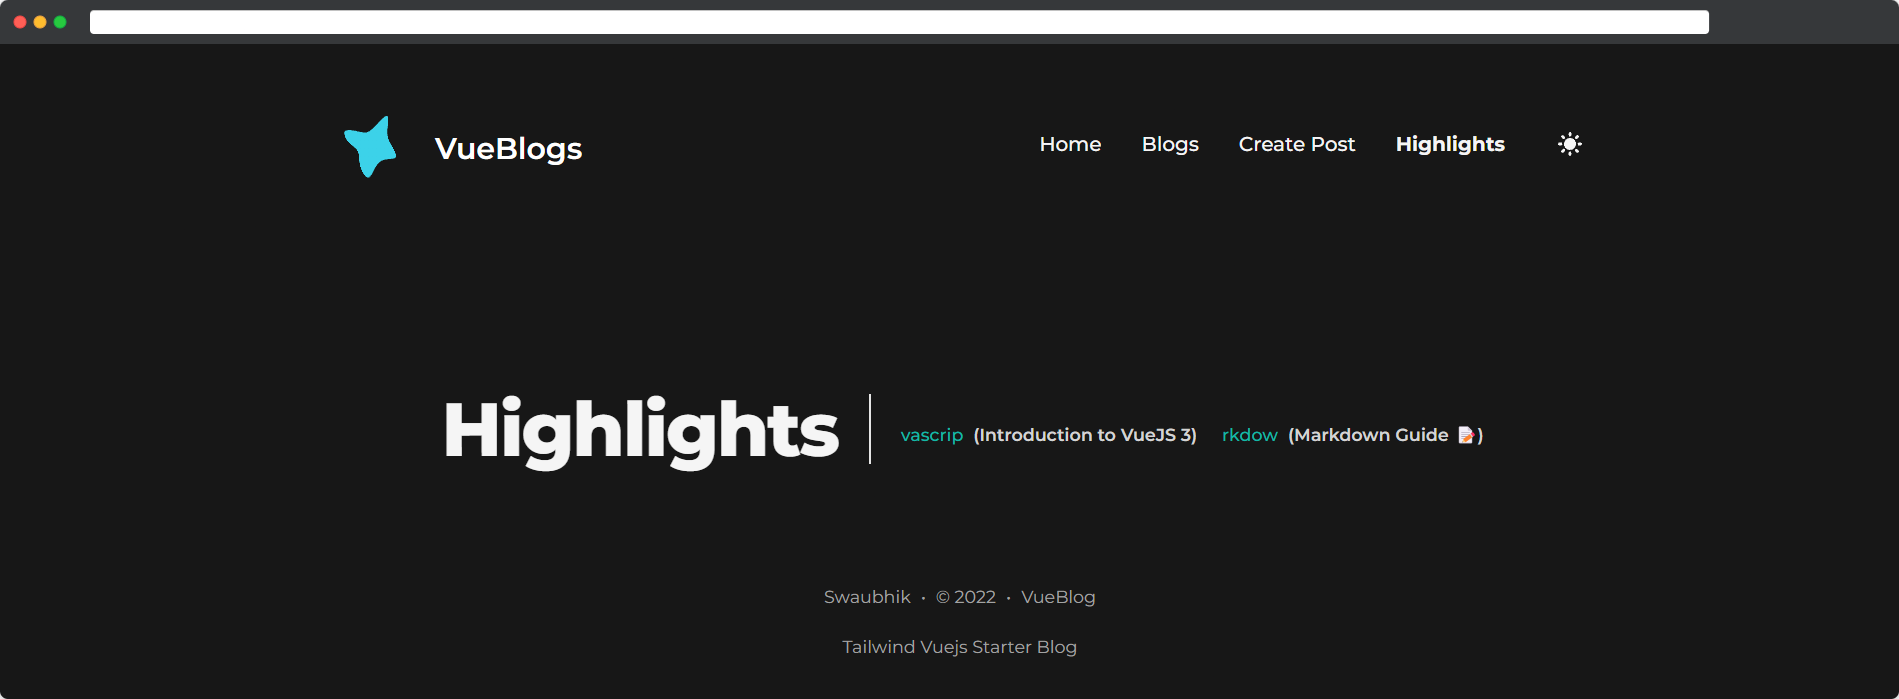 VueBlogs
Home Blogs Create Post Highlights
Highlights
vascrip (Introduction to VueJS 3) rkdow (Markdown Guide 📝)
Swaubhik • © 2022 • VueBlog
Tailwind Vuejs Starter Blog